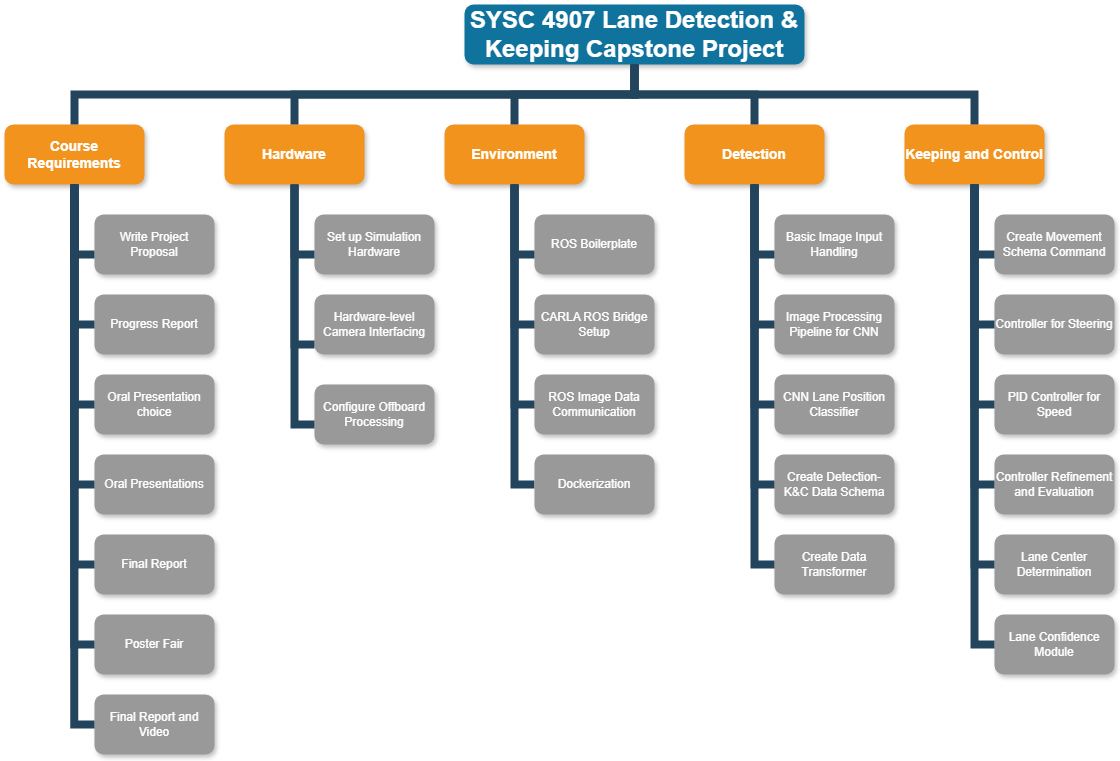 SYSC 4907 Lane Detection &
Keeping Capstone Project
Course
Requirements
Hardware
Environment
Detection
Keeping and Control
Write Project
Proposal
Progress Report
Oral Presentation
choice
Oral Presentations
Final Report
Poster Fair
Final Report and
Video
Set up Simulation
Hardware
Hardware-level
Camera Interfacing
Configure Offboard
Processing
ROS Boilerplate
CARLA ROS Bridge
Setup
ROS Image Data
Communication
Dockerization
Basic Image Input
Handling
Image Processing
Pipeline for CNN
CNN Lane Position
Classifier
Create Detection-
K&C Data Schema
Create Data
Transformer
Create Movement
Schema Command
Controller for Steering
PID Controller for
Speed
Controller Refinement
and Evaluation
Lane Center
Determination
Lane Confidence
Module